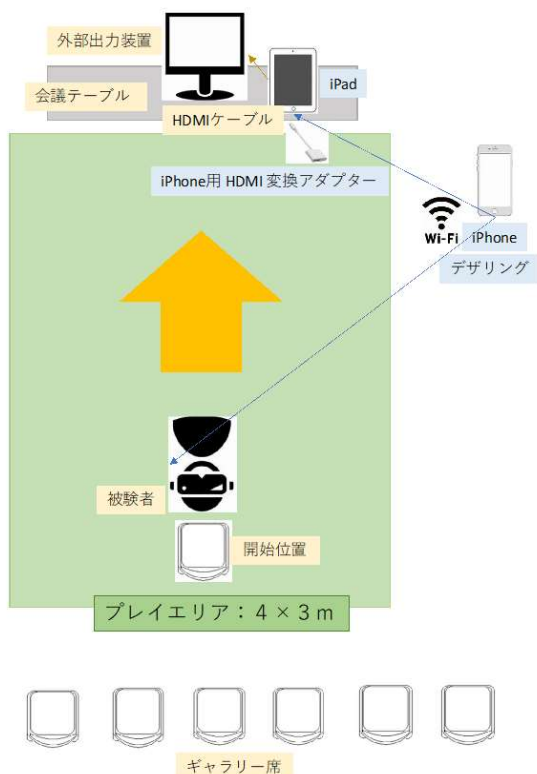 外部出力装置
iPad
会議テーブル
HDMIケーブル
iPhone用 HDMI 変換アダプター
Wi-Fi
iPhone
デザリング
被験者
開始位置
プレイエリア：４×３ｍ
ギャラリー席